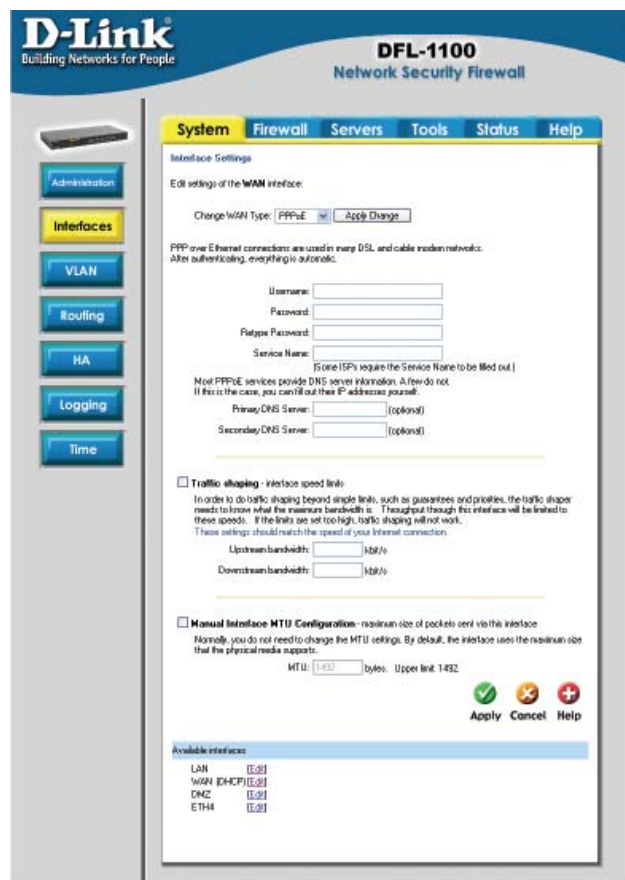 D-Link
Building Networks for People
DFL-1100
Network Security Firewall
System Firewall Servers Tools Status Help
Administration
Interfaces
VLAN
Routing
HA
Logging
Time
Interface Settings
Edit settings of the WAN interface:
Change WAN Type: PPPoE Apply Change
PPP over Ethernet connections are used in many DSL and cable modem networks.
After authenticating, everything is automatic.
Username:
Password:
Retype Password:
Service Name:
(Some ISPs require the Service Name to be filled out.)
Most PPPoE services provide DNS server information. A few do not.
If this is the case, you can fill out their IP addresses yourself.
Primary DNS Server: (optional)
Secondary DNS Server: (optional)
Traffic shaping - interface speed limits
In order to do traffic shaping beyond simple limits, such as guarantees and priorities, the traffic shaper
needs to know what the maximum bandwidth is. Throughput through this interface will be limited to
these speeds. If the limits are set too high, traffic shaping will not work.
These settings should match the speed of your Internet connection.
Upstream bandwidth: kbit/s
Downstream bandwidth: kbit/s
Manual Interface MTU Configuration - maximum size of packets sent via this interface
Normally, you do not need to change the MTU settings. By default, the interface uses the maximum size
that the physical media supports.
MTU: 1492 bytes. Upper limit: 1492.
Apply Cancel Help
Available interfaces
LAN [Edit]
WAN (DHCP) [Edit]
DMZ [Edit]
ETH4 [Edit]